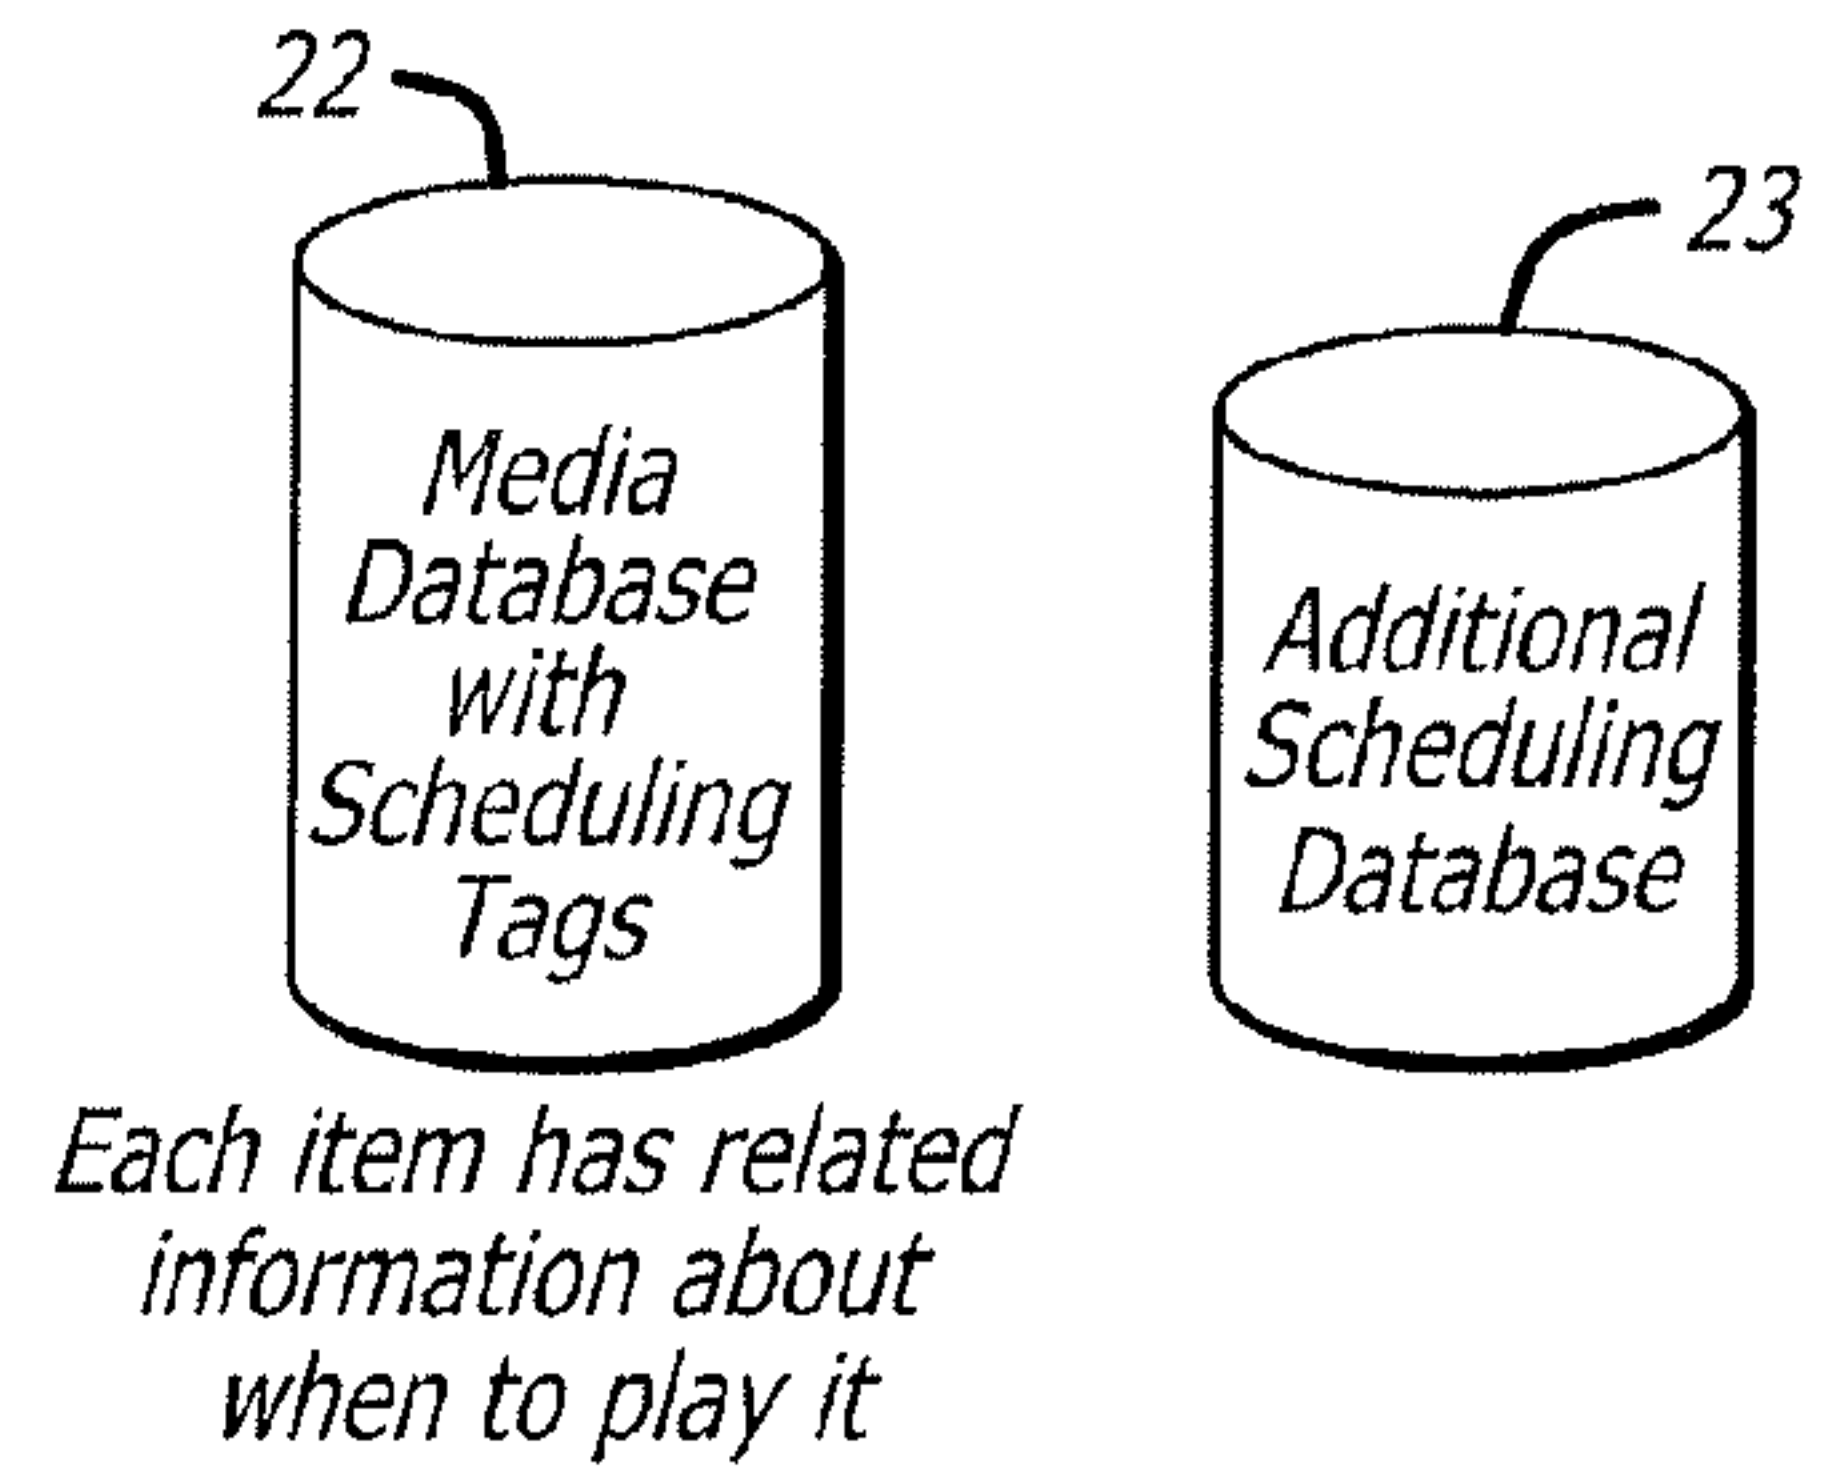 22
Media
Database
with
Scheduling
Tags
Each item has related
information about
when to play it
23
Additional
Scheduling
Database